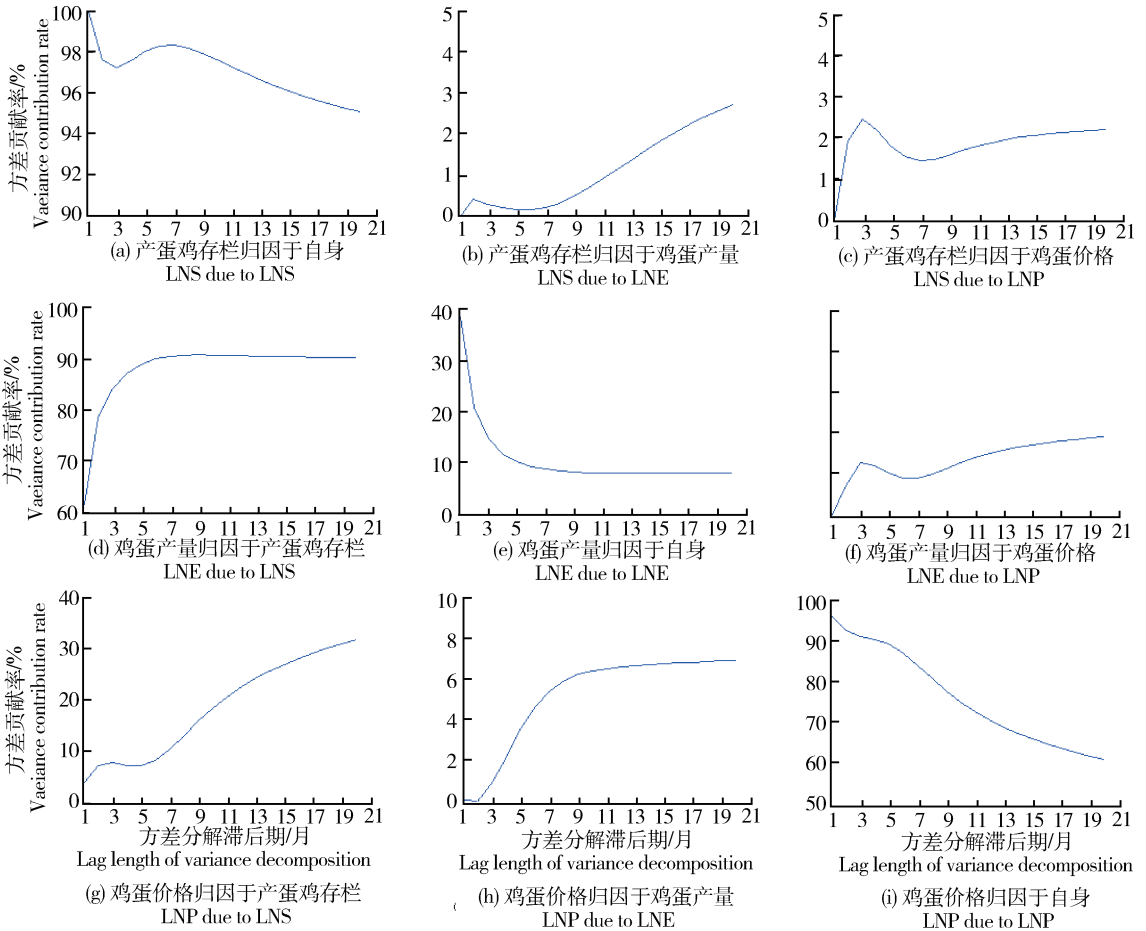 方差贡献率/%
Vaeiance contribution rate
100
98
96
94
92
90
1 3 5 7 9 11 13 15 17 19 21
(a) 产蛋鸡存栏归因于自身
LNS due to LNS
5
4
3
2
1
0
1 3 5 7 9 11 13 15 17 19 21
(b) 产蛋鸡存栏归因于鸡蛋产量
LNS due to LNE
5
4
3
2
1
0
1 3 5 7 9 11 13 15 17 19 21
(c) 产蛋鸡存栏归因于鸡蛋价格
LNS due to LNP
方差贡献率/%
Vaeiance contribution rate
100
90
80
70
60
1 3 5 7 9 11 13 15 17 19 21
(d) 鸡蛋产量归因于产蛋鸡存栏
LNE due to LNS
40
30
20
10
0
1 3 5 7 9 11 13 15 17 19 21
(e) 鸡蛋产量归因于自身
LNE due to LNE
1 3 5 7 9 11 13 15 17 19 21
(f) 鸡蛋产量归因于鸡蛋价格
LNE due to LNP
方差贡献率/%
Vaeiance contribution rate
40
30
20
10
0
1 3 5 7 9 11 13 15 17 19 21
方差分解滞后期/月
Lag length of variance decomposition
(g) 鸡蛋价格归因于产蛋鸡存栏
LNP due to LNS
10
8
6
4
2
0
1 3 5 7 9 11 13 15 17 19 21
方差分解滞后期/月
Lag length of variance decomposition
(h) 鸡蛋价格归因于鸡蛋产量
LNP due to LNE
100
90
80
70
60
50
1 3 5 7 9 11 13 15 17 19 21
方差分解滞后期/月
Lag length of variance decomposition
(i) 鸡蛋价格归因于自身
LNP due to LNP